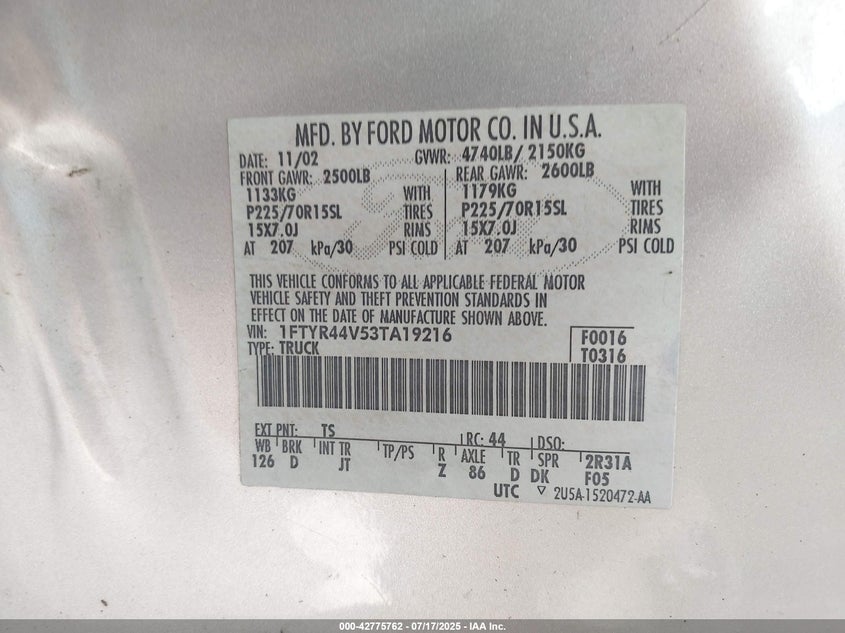 MFD. BY FORD MOTOR CO. IN U.S.A.
DATE: 11/02 GVWR: 4740LB/ 2150KG
FRONT GAWR: 2500LB REAR GAWR: 2600LB
1133KG WITH 1179KG WITH
P225/70R15SL TIRES P225/70R15SL TIRES
15X7.0J RIMS 15X7.0J RIMS
AT 207 kPa/30 PSI COLD AT 207 kPa/30 PSI COLD
THIS VEHICLE CONFORMS TO ALL APPLICABLE FEDERAL MOTOR
VEHICLE SAFETY AND THEFT PREVENTION STANDARDS IN
EFFECT ON THE DATE OF MANUFACTURE SHOWN ABOVE.
VIN: 1FTYR44V53TA19216 F0016
TYPE: TRUCK T0316
EXT PNT: TS RC: 44 DSO:
WB BRK INT TR TP/PS R AXLE TR SPR 2R31A
126 D JT Z 86 D DK F05
UTC ▽ 2U5A-1520472-AA
000-42775762 - 07/17/2025 - IAA Inc.